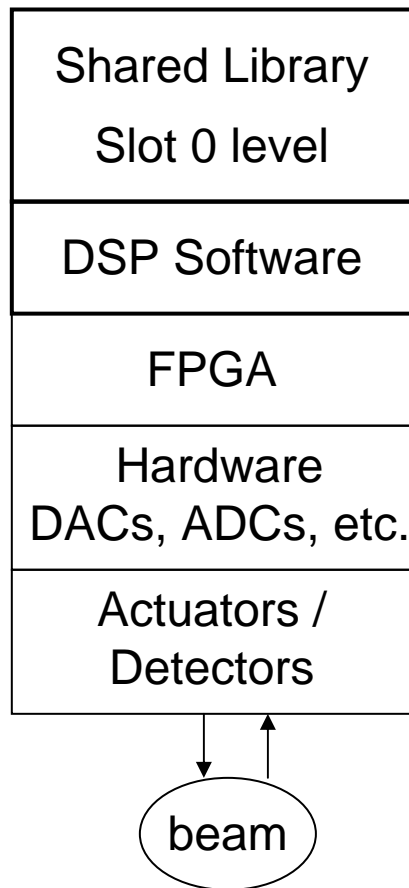 Shared Library
Slot 0 level
DSP Software
FPGA
Hardware
DACs, ADCs, etc.
Actuators /
Detectors
beam